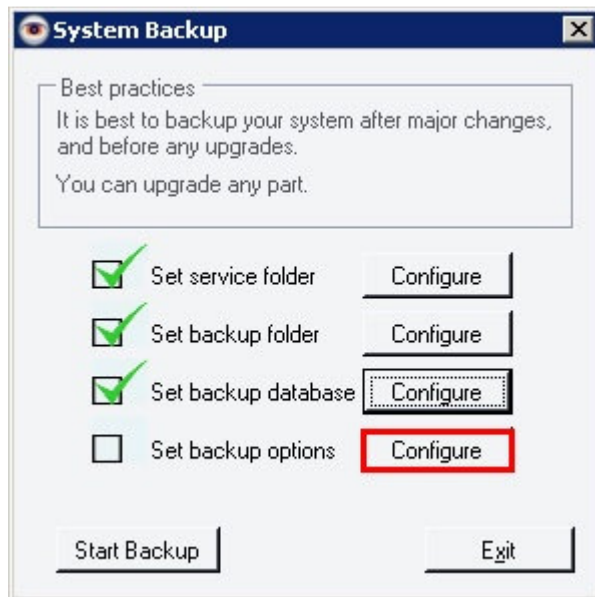 System Backup
Best practices
It is best to backup your system after major changes,
and before any upgrades.
You can upgrade any part.
Set service folder Configure
Set backup folder Configure
Set backup database Configure
Set backup options Configure
Start Backup Exit